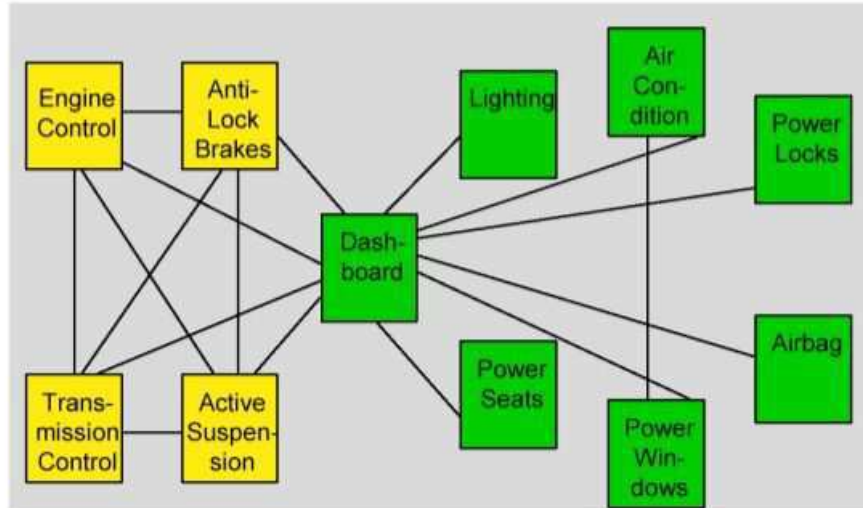 Engine
Control
Anti-
Lock
Brakes
Lighting
Air
Con-
dition
Power
Locks
Dash-
board
Trans-
mission
Control
Active
Suspen-
sion
Power
Seats
Power
Win-
dows
Airbag